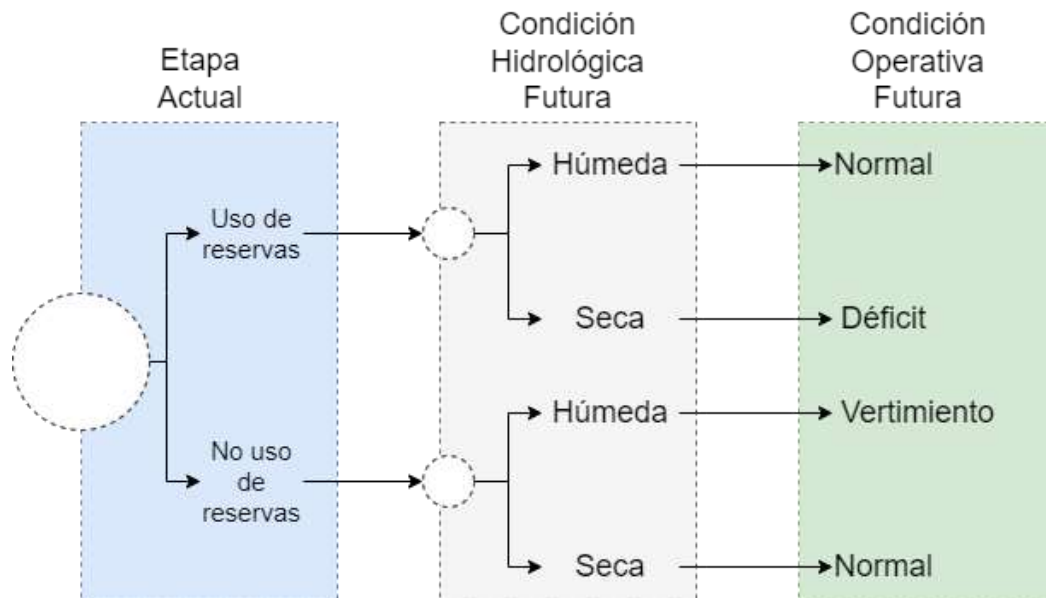 Etapa
Actual
Condición
Hidrológica
Futura
Condición
Operativa
Futura
Uso de
reservas
Húmeda
Normal
Seca
Déficit
No uso
de
reservas
Húmeda
Vertimiento
Seca
Normal